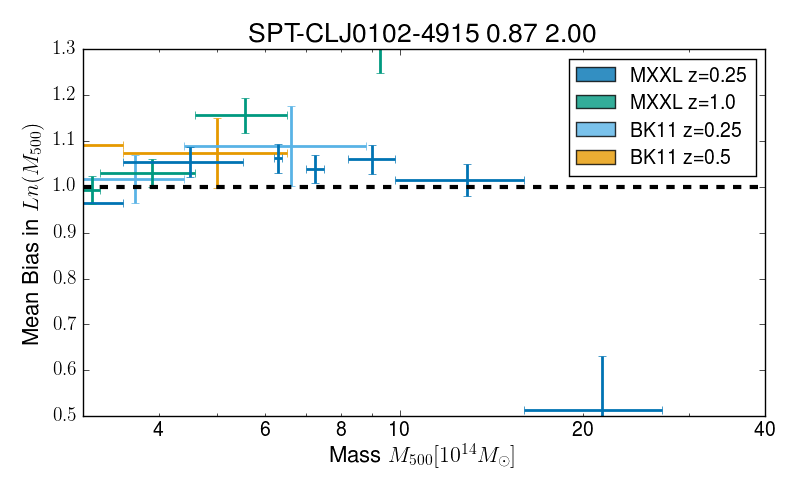 SPT-CLJ0102-4915 0.87 2.00
Mean Bias in Ln(M₅₀₀)
1.3
1.2
1.1
1.0
0.9
0.8
0.7
0.6
0.5
MXXL z=0.25
MXXL z=1.0
BK11 z=0.25
BK11 z=0.5
4 6 8 10 20 40
Mass M₅₀₀[10¹⁴M☉]